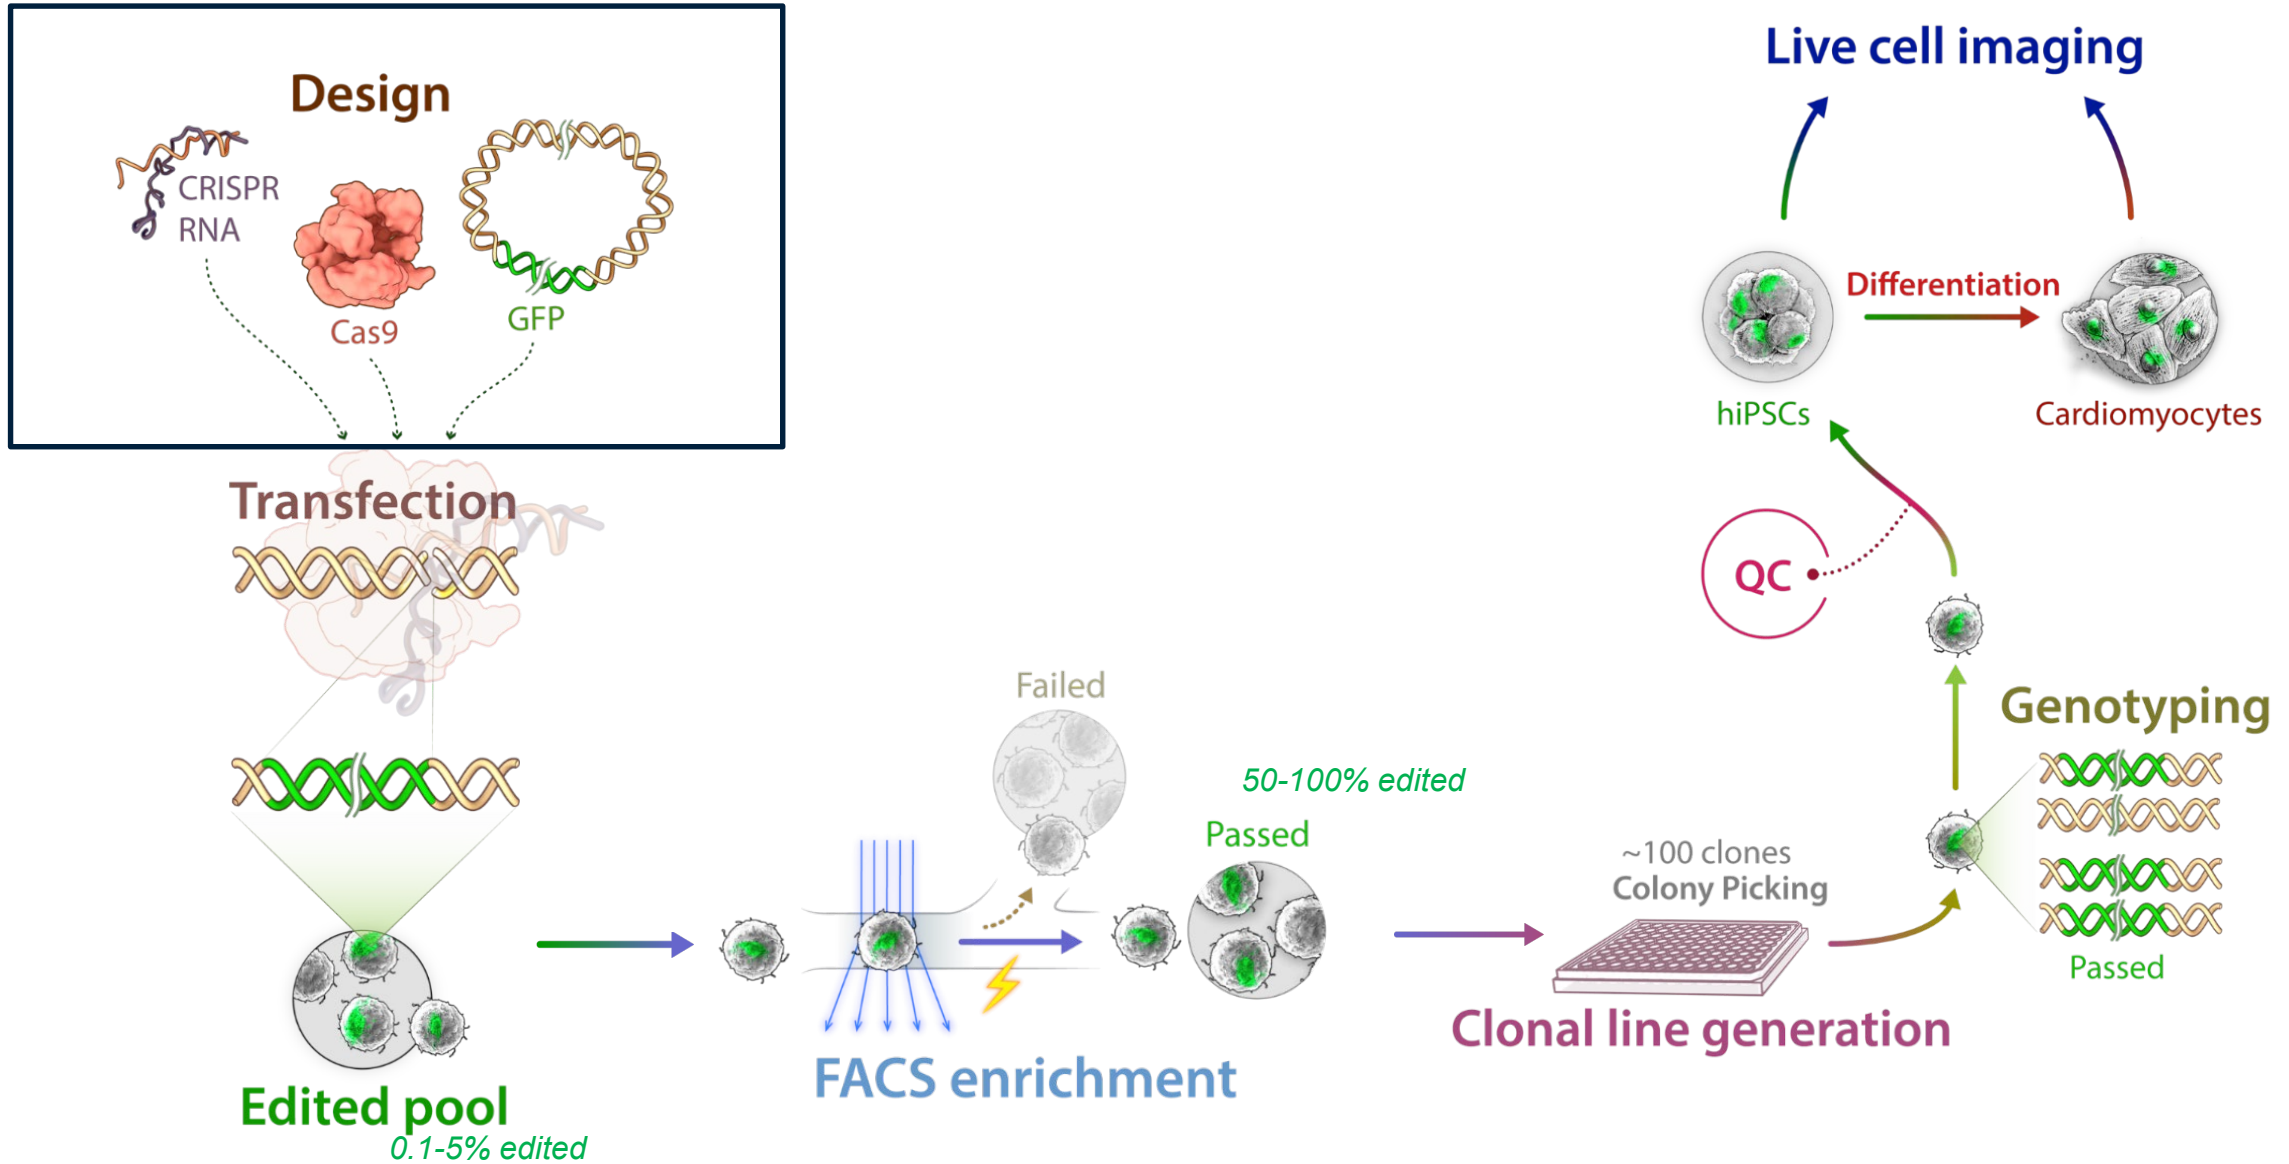 Design
CRISPR
RNA
Cas9
GFP
Transfection
Edited pool
0.1-5% edited
FACS enrichment
Failed
50-100% edited
Passed
~100 clones
Colony Picking
Clonal line generation
Genotyping
Passed
QC
hiPSCs
Differentiation
Cardiomyocytes
Live cell imaging